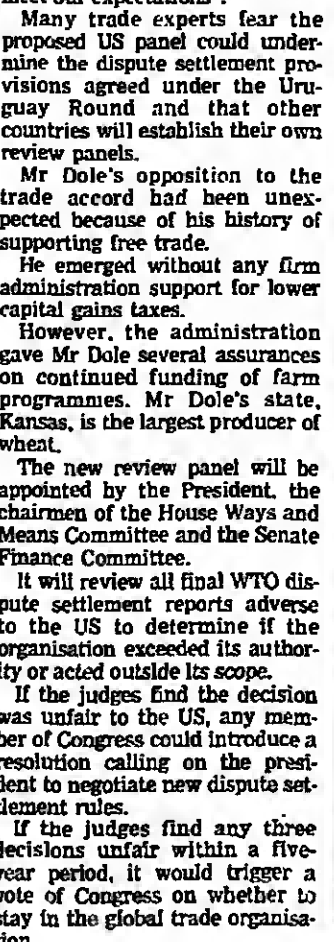 meet our expectations".
Many trade experts fear the
proposed US panel could under-
mine the dispute settlement pro-
visions agreed under the Uru-
guay Round and that other
countries will establish their own
review panels.
Mr Dole's opposition to the
trade accord had been unex-
pected because of his history of
supporting free trade.
He emerged without any firm
administration support for lower
capital gains taxes.
However, the administration
gave Mr Dole several assurances
on continued funding of farm
programmes. Mr Dole's state,
Kansas, is the largest producer of
wheat.
The new review panel will be
appointed by the President, the
chairmen of the House Ways and
Means Committee and the Senate
Finance Committee.
It will review all final WTO dis-
pute settlement reports adverse
to the US to determine if the
organisation exceeded its author-
ity or acted outside its scope.
If the judges find the decision
was unfair to the US, any mem-
ber of Congress could introduce a
resolution calling on the presi-
dent to negotiate new dispute set-
tlement rules.
If the judges find any three
decisions unfair within a five-
year period, it would trigger a
vote of Congress on whether to
stay in the global trade organisa-
tion.